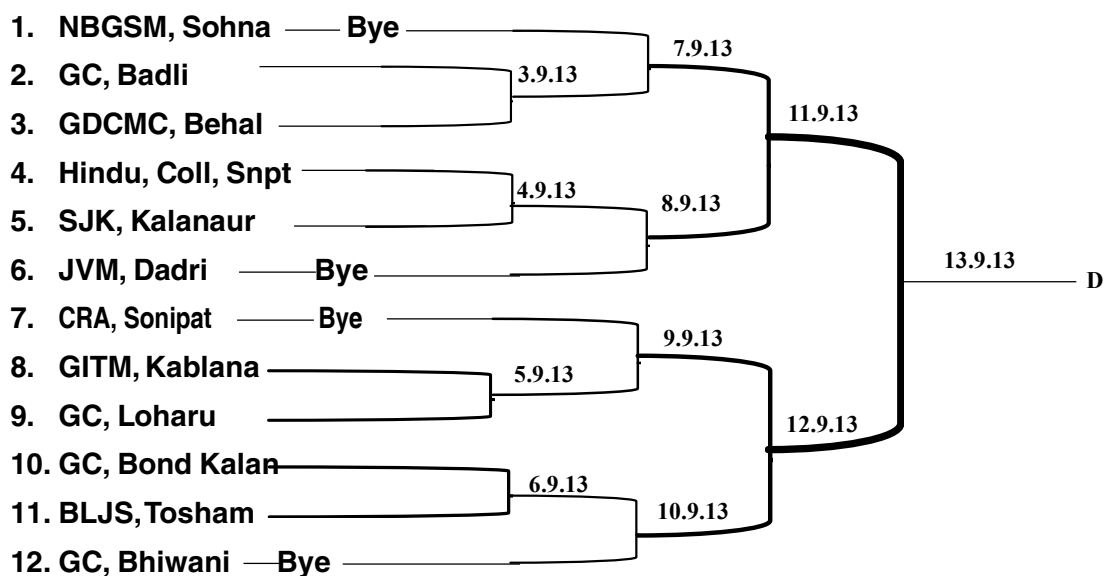 1. NBGSM, Sohna Bye
7.9.13
2. GC, Badli
3.9.13
11.9.13
3. GDCMC, Behal
4. Hindu, Coll, Snpt
4.9.13
8.9.13
5. SJK, Kalanaur
6. JVM, Dadri Bye
13.9.13
D
7. CRA, Sonipat Bye
9.9.13
8. GITM, Kablana
5.9.13
9. GC, Loharu
12.9.13
10. GC, Bond Kalan
6.9.13
11. BLJS, Tosham
10.9.13
12. GC, Bhiwani Bye